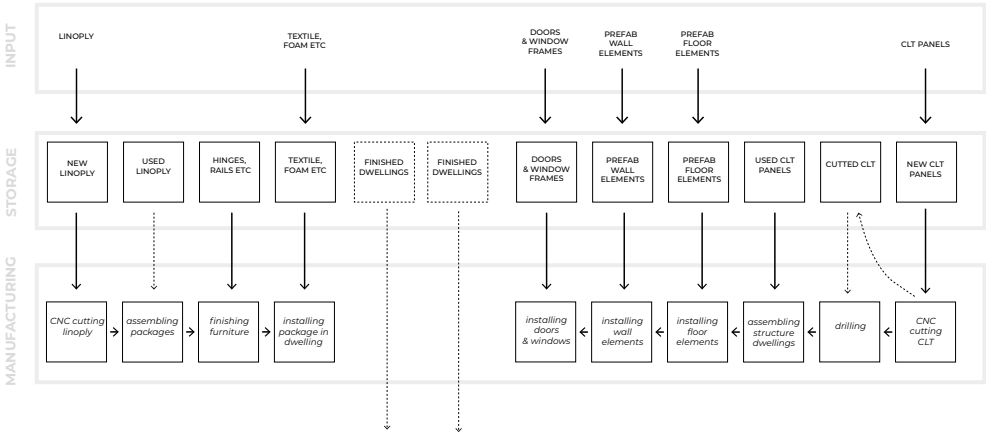 INPUT
LINOPLY
TEXTILE,
FOAM ETC
DOORS
& WINDOW
FRAMES
PREFAB
WALL
ELEMENTS
PREFAB
FLOOR
ELEMENTS
CLT PANELS
STORAGE
NEW
LINOPLY
USED
LINOPLY
HINGES,
RAILS ETC
TEXTILE,
FOAM ETC
FINISHED
DWELLINGS
FINISHED
DWELLINGS
DOORS
& WINDOW
FRAMES
PREFAB
WALL
ELEMENTS
PREFAB
FLOOR
ELEMENTS
USED CLT
PANELS
CUTTED CLT
NEW CLT
PANELS
MANUFACTURING
CNC cutting
linoply
assembling
packages
finishing
furniture
installing
package in
dwelling
installing
doors
& windows
installing
wall
elements
installing
floor
elements
assembling
structure
dwellings
drilling
CNC
cutting
CLT